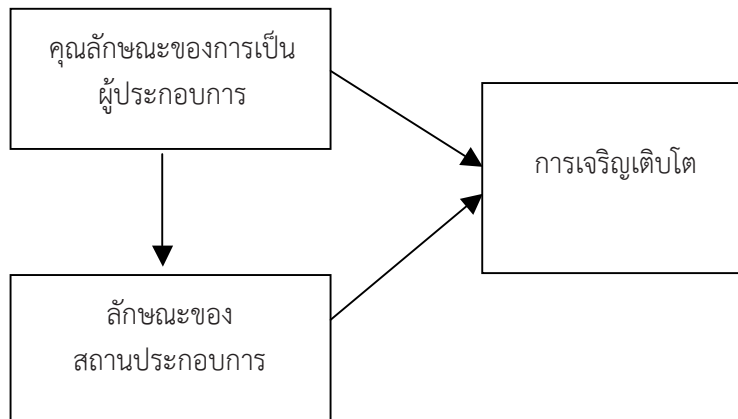 คุณลักษณะของการเป็น
ผู้ประกอบการ
การเจริญเติบโต
ลักษณะของ
สถานประกอบการ